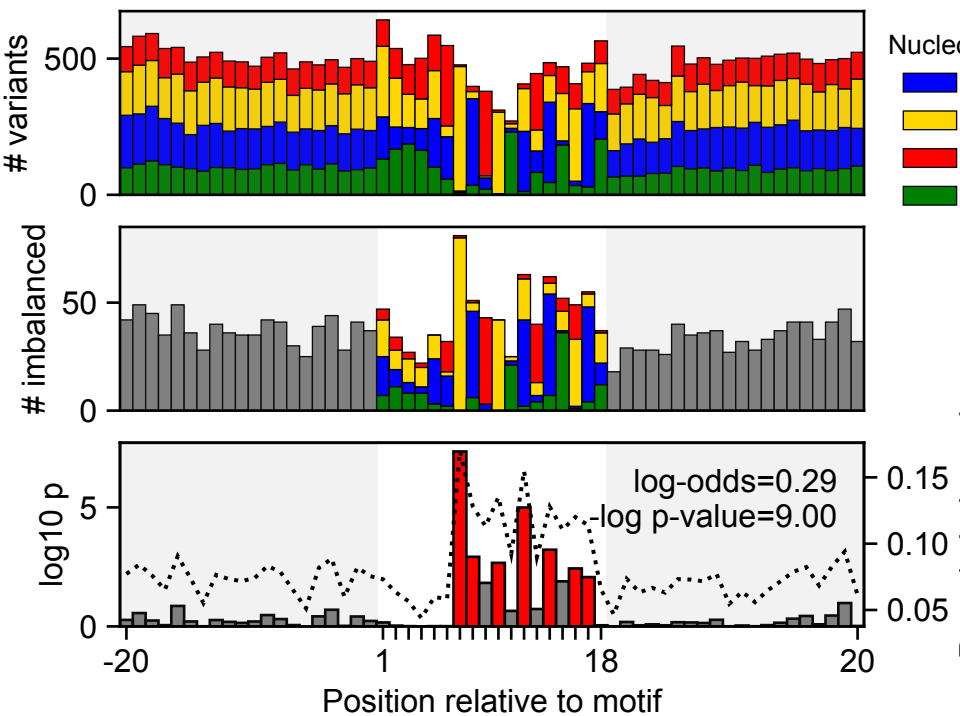 # variants
500
0
Nucleo
# imbalanced
50
0
log10 p
5
0
log-odds=0.29
-log p-value=9.00
0.15
0.10
0.05
-20
1
18
20
Position relative to motif